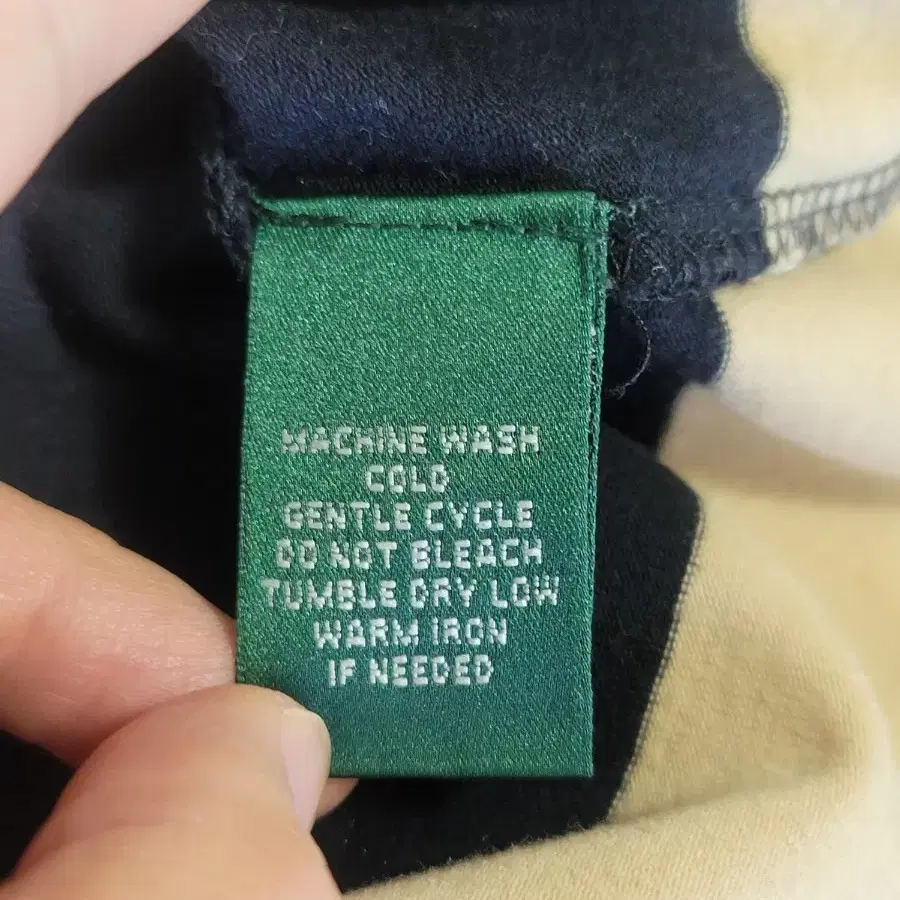 MACHINE WASH
COLD
GENTLE CYCLE
DO NOT BLEACH
TUMBLE DRY LOW
WARM IRON
IF NEEDED